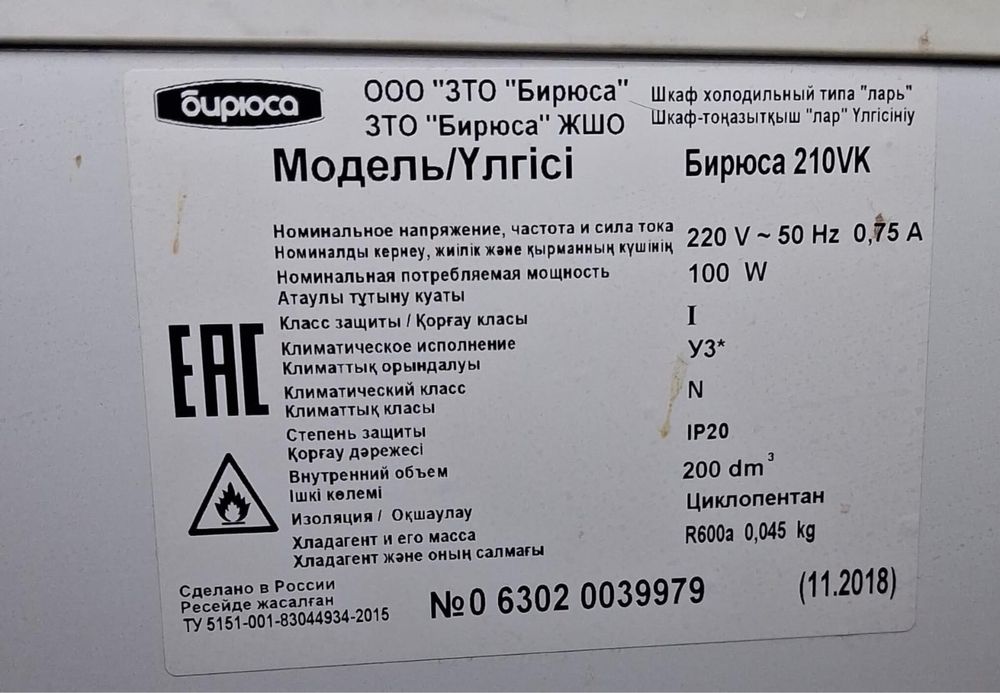 бирюса
ООО "ЗТО "Бирюса"
ЗТО "Бирюса" ЖШО
Шкаф холодильный типа "ларь"
Шкаф-тоңазытқыш "лар" Үлгісініү
Модель/Үлгісі Бирюса 210VK
Номинальное напряжение, частота и сила тока 220 V ~ 50 Hz 0,75 A
Номиналды кернеу, жиілік және қырманның күшінің
Номинальная потребляемая мощность 100 W
Атаулы тұтыну куаты
Класс защиты / Қорғау класы I
Климатическое исполнение У3*
Климаттық орындалуы
Климатический класс N
Климаттық класы
Степень защиты IP20
Қорғау дәрежесі
Внутренний объем 200 dm³
Ішкі көлемі
Изоляция / Оқшаулау Циклопентан
Хладагент и его масса R600a 0,045 kg
Хладагент және оның салмағы
EAC
Сделано в России
Ресейде жасалған
ТУ 5151-001-83044934-2015
№0 6302 0039979 (11.2018)